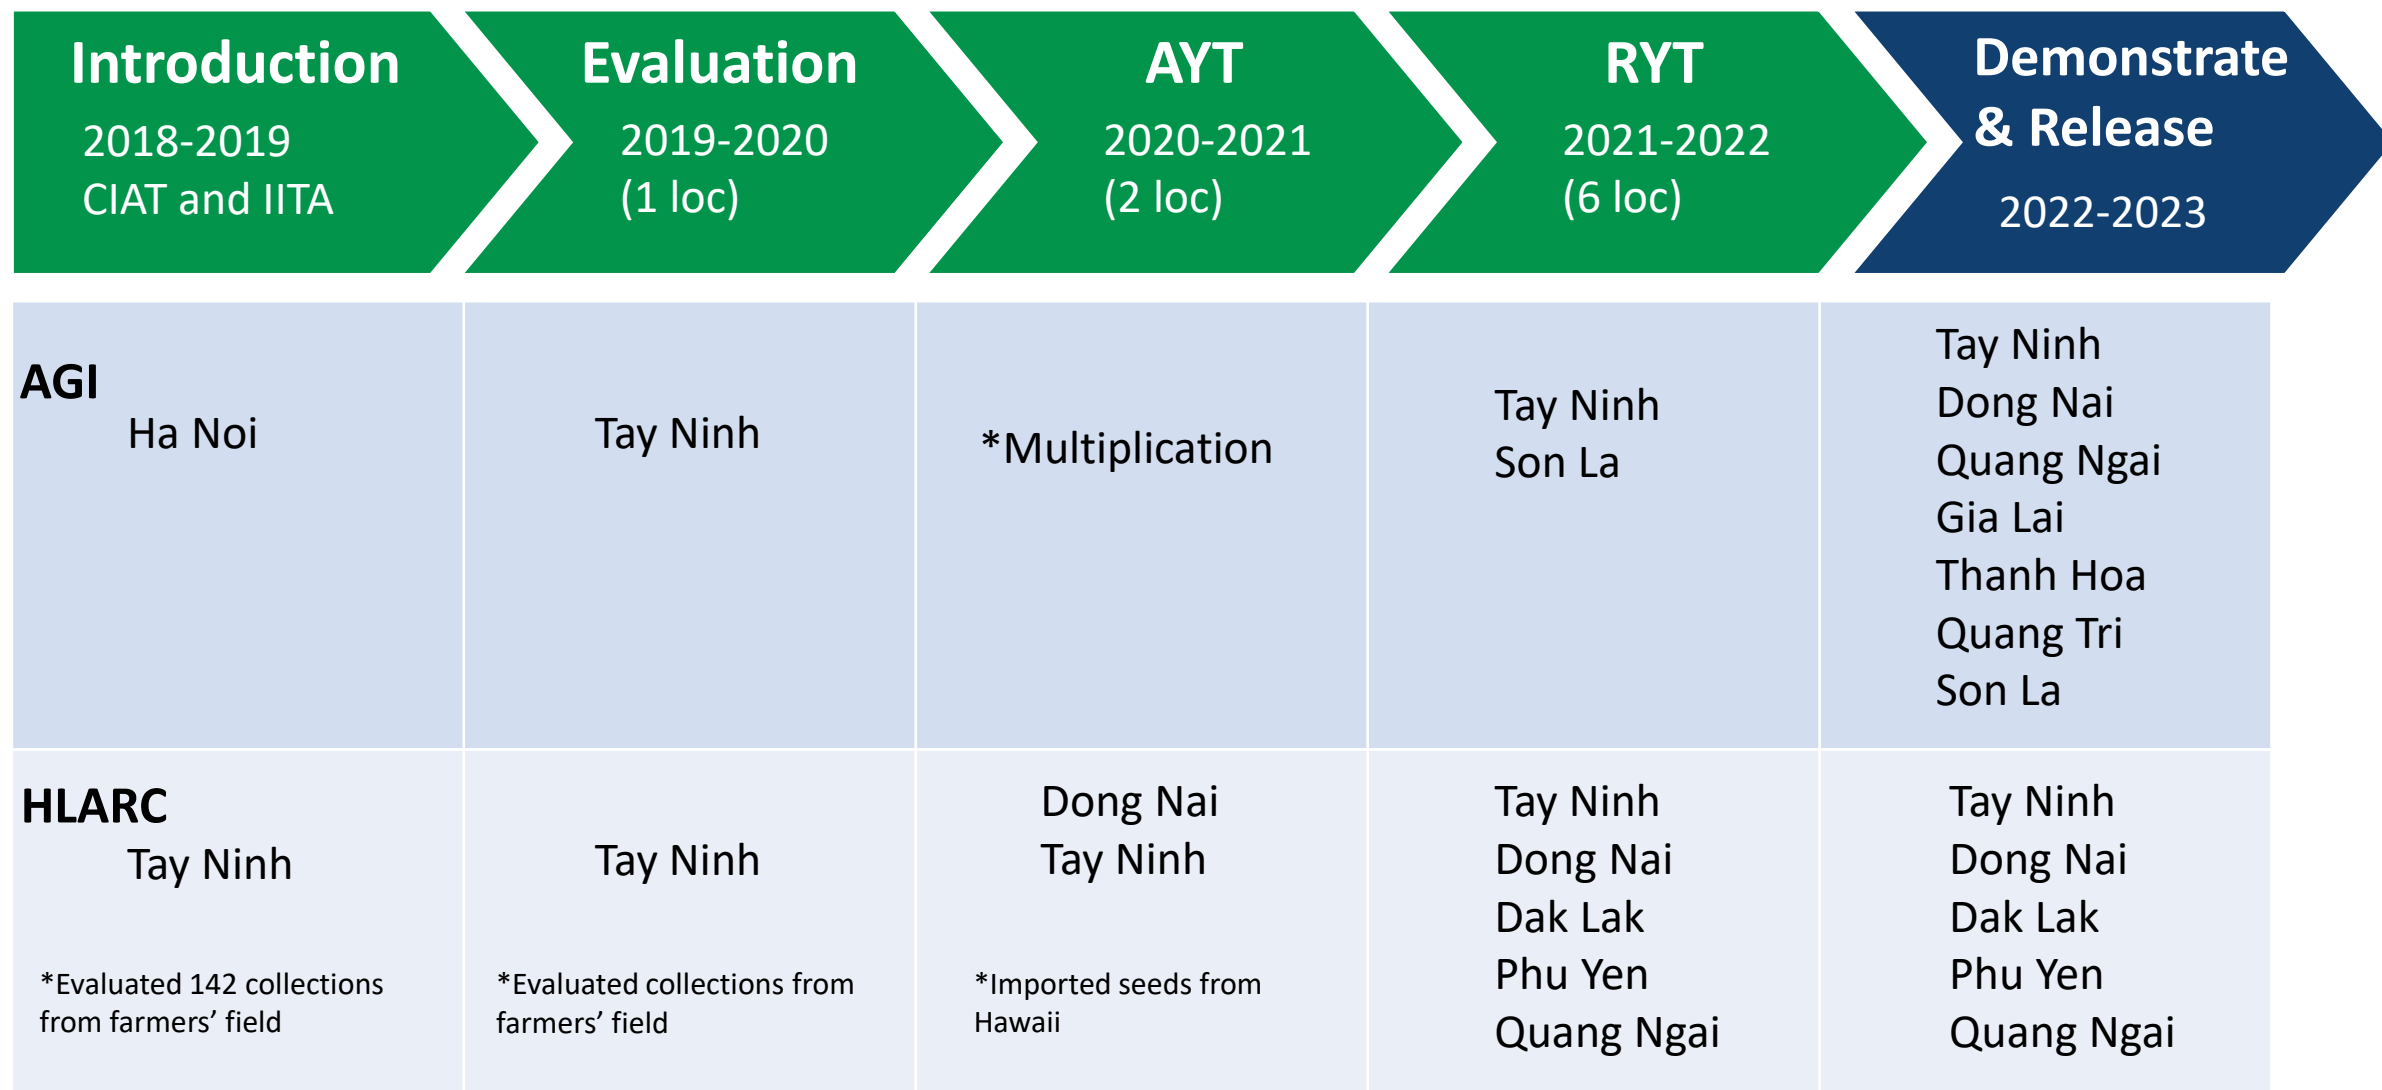 Introduction
2018-2019
CIAT and IITA
Evaluation
2019-2020
(1 loc)
AYT
2020-2021
(2 loc)
RYT
2021-2022
(6 loc)
Demonstrate
& Release
2022-2023
AGI
Ha Noi
Tay Ninh
*Multiplication
Tay Ninh
Son La
Tay Ninh
Dong Nai
Quang Ngai
Gia Lai
Thanh Hoa
Quang Tri
Son La
HLARC
Tay Ninh
*Evaluated 142 collections
from farmers’ field
Tay Ninh
*Evaluated collections from
farmers’ field
Dong Nai
Tay Ninh
*Imported seeds from
Hawaii
Tay Ninh
Dong Nai
Dak Lak
Phu Yen
Quang Ngai
Tay Ninh
Dong Nai
Dak Lak
Phu Yen
Quang Ngai